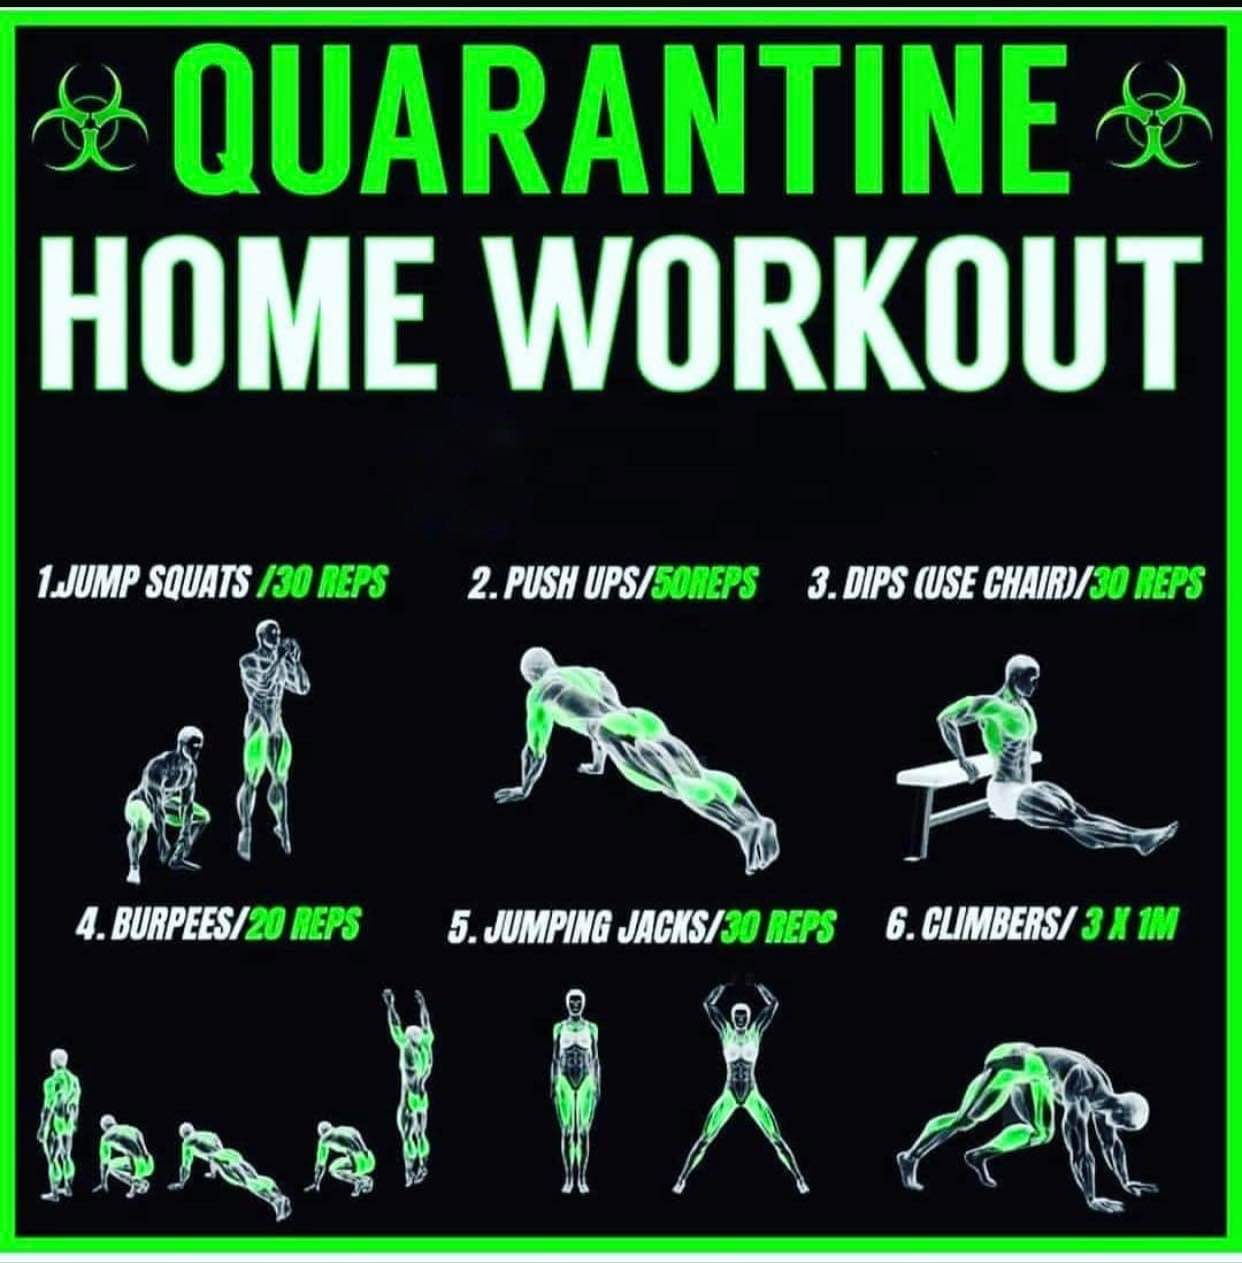 QUARANTINE
HOME WORKOUT
1.JUMP SQUATS /30 REPS
2. PUSH UPS/50REPS
3. DIPS (USE CHAIR)/30 REPS
4. BURPEES/20 REPS
5. JUMPING JACKS/30 REPS
6. CLIMBERS/ 3 X 1M